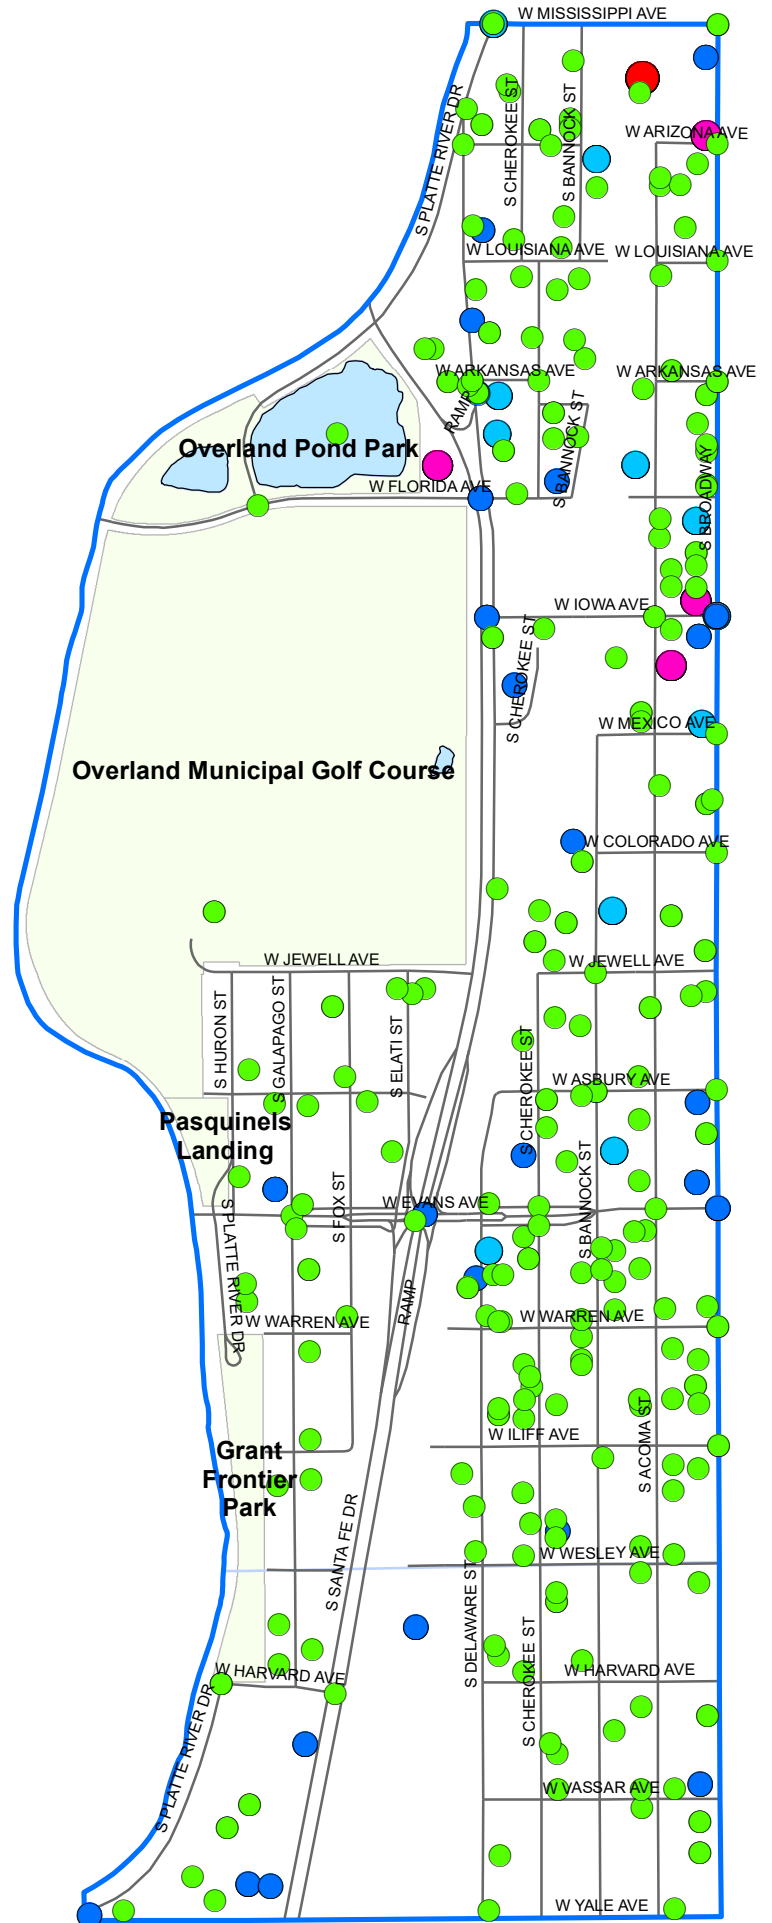 W MISSISSIPPI AVE
S PLATTE RIVER DR
S CHEROKEE ST
S BANNOCK ST
W ARIZONA AVE
W LOUISIANA AVE
W LOUISIANA AVE
W ARKANSAS AVE
W ARKANSAS AVE
RAMP
S BANNOCK ST
Overland Pond Park
S BROADWAY
W FLORIDA AVE
W IOWA AVE
S CHEROKEE ST
W MEXICO AVE
Overland Municipal Golf Course
W COLORADO AVE
W JEWELL AVE
W JEWELL AVE
S HURON ST
S GALAPAGO ST
S ELATI ST
S CHEROKEE ST
W ASBURY AVE
Pasquinels
Landing
S BANNOCK ST
S FOX ST
W EVANS AVE
S PLATTE RIVER DR
RAMP
W WARREN AVE
W WARREN AVE
S ACOMA ST
W ILIFF AVE
Grant
Frontier
Park
S SANTA FE DR
W WESLEY AVE
S DELAWARE ST
S CHEROKEE ST
W HARVARD AVE
W HARVARD AVE
S PLATTE RIVER DR
W VASSAR AVE
W YALE AVE